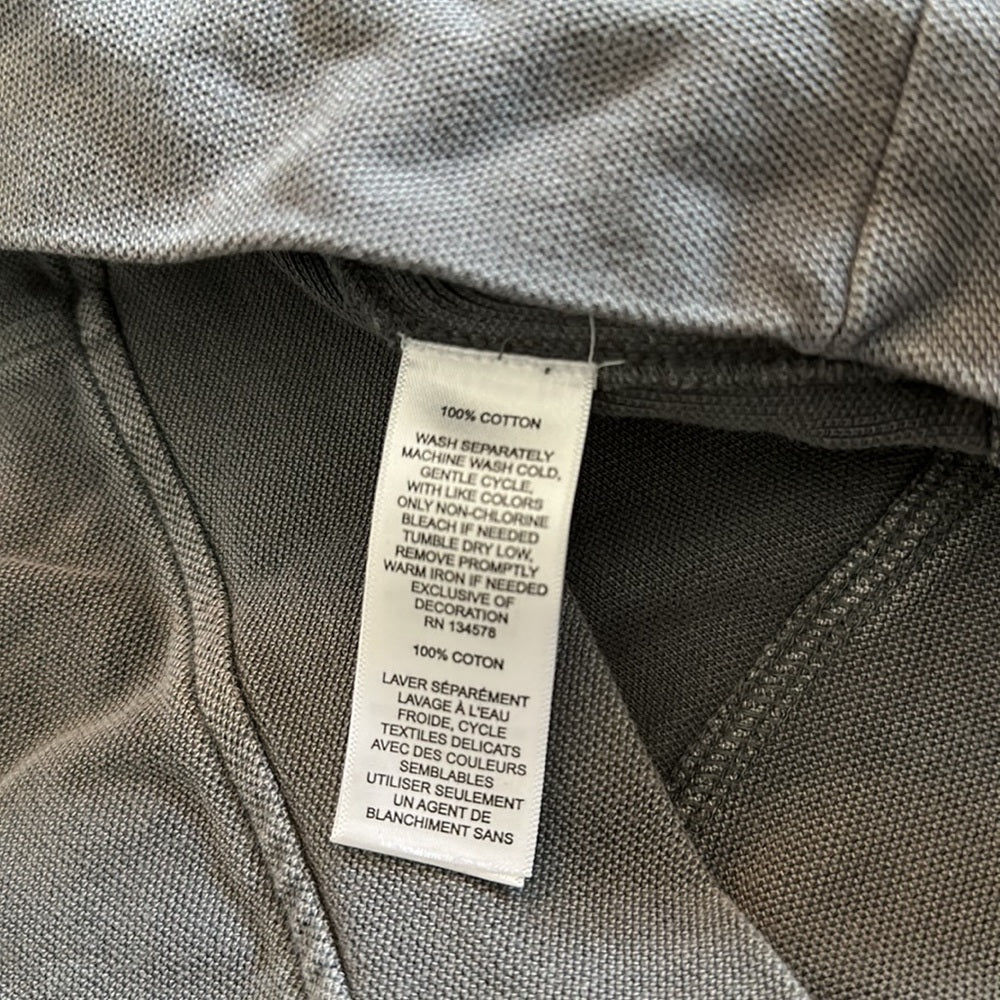 100% COTTON
WASH SEPARATELY
MACHINE WASH COLD,
GENTLE CYCLE,
WITH LIKE COLORS
ONLY NON-CHLORINE
BLEACH IF NEEDED
TUMBLE DRY LOW,
REMOVE PROMPTLY
WARM IRON IF NEEDED
EXCLUSIVE OF
DECORATION
RN 134578
100% COTON
LAVER SÉPARÉMENT
LAVAGE À L'EAU
FROIDE, CYCLE
TEXTILES DELICATS
AVEC DES COULEURS
SEMBLABLES
UTILISER SEULEMENT
UN AGENT DE
BLANCHIMENT SANS